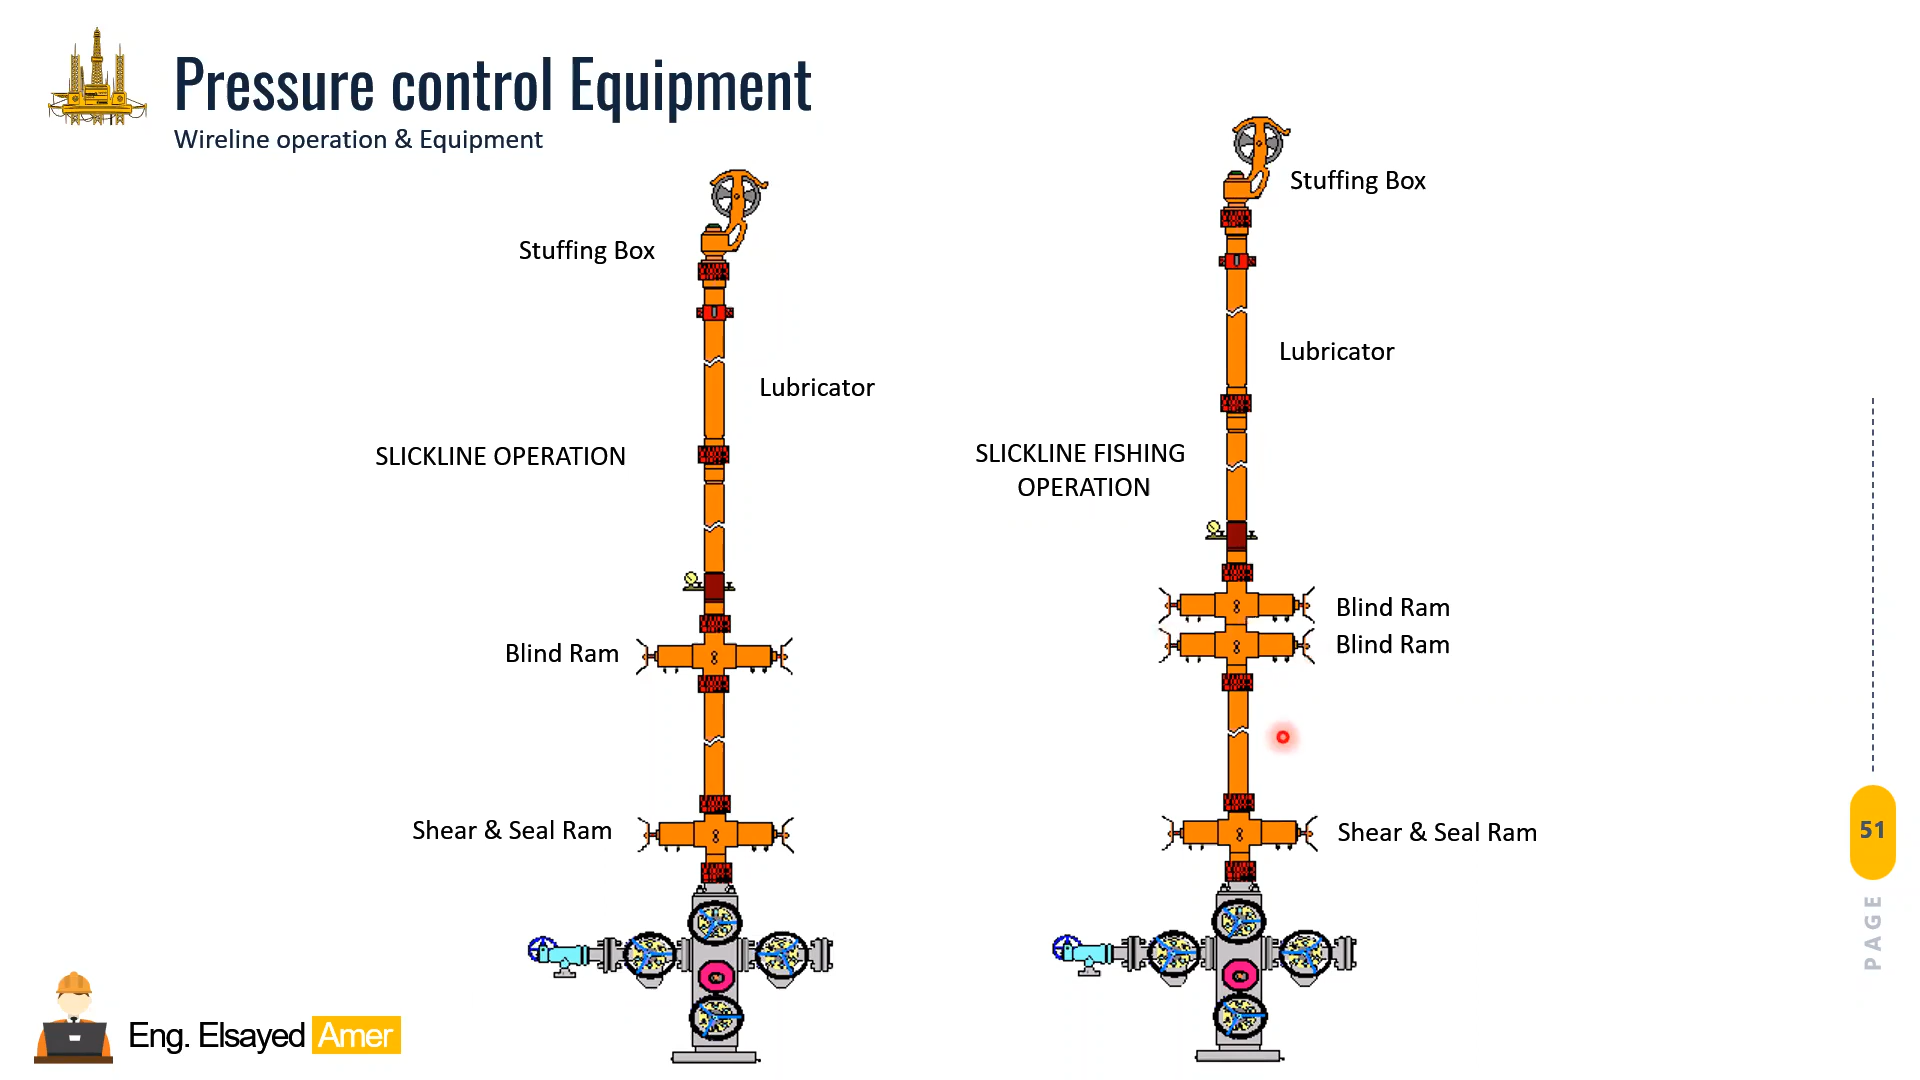 Pressure control Equipment
Wireline operation & Equipment
Stuffing Box
Lubricator
SLICKLINE OPERATION
Blind Ram
Shear & Seal Ram
Stuffing Box
Lubricator
SLICKLINE FISHING
OPERATION
Blind Ram
Blind Ram
Shear & Seal Ram
51
PAGE
Eng. Elsayed Amer